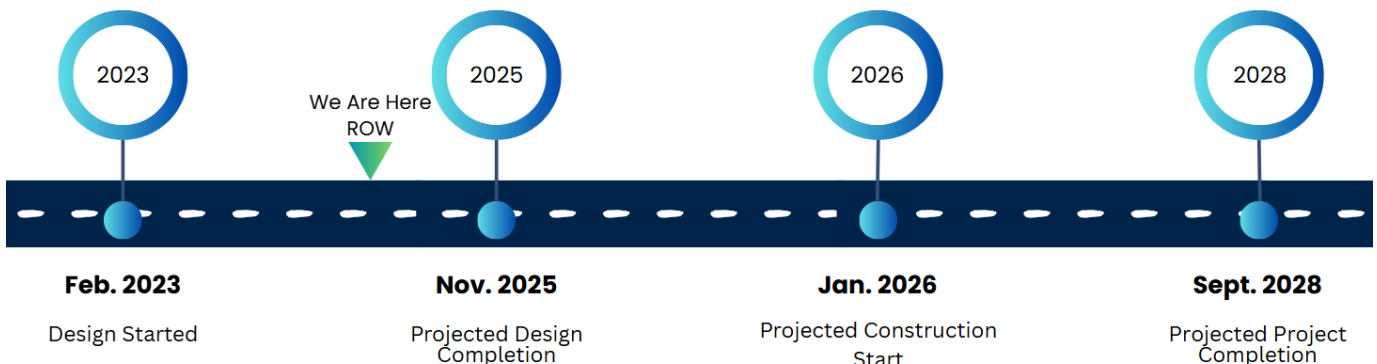 2023
We Are Here
ROW
2025
2026
2028
Feb. 2023
Design Started
Nov. 2025
Projected Design
Completion
Jan. 2026
Projected Construction
Start
Sept. 2028
Projected Project
Completion